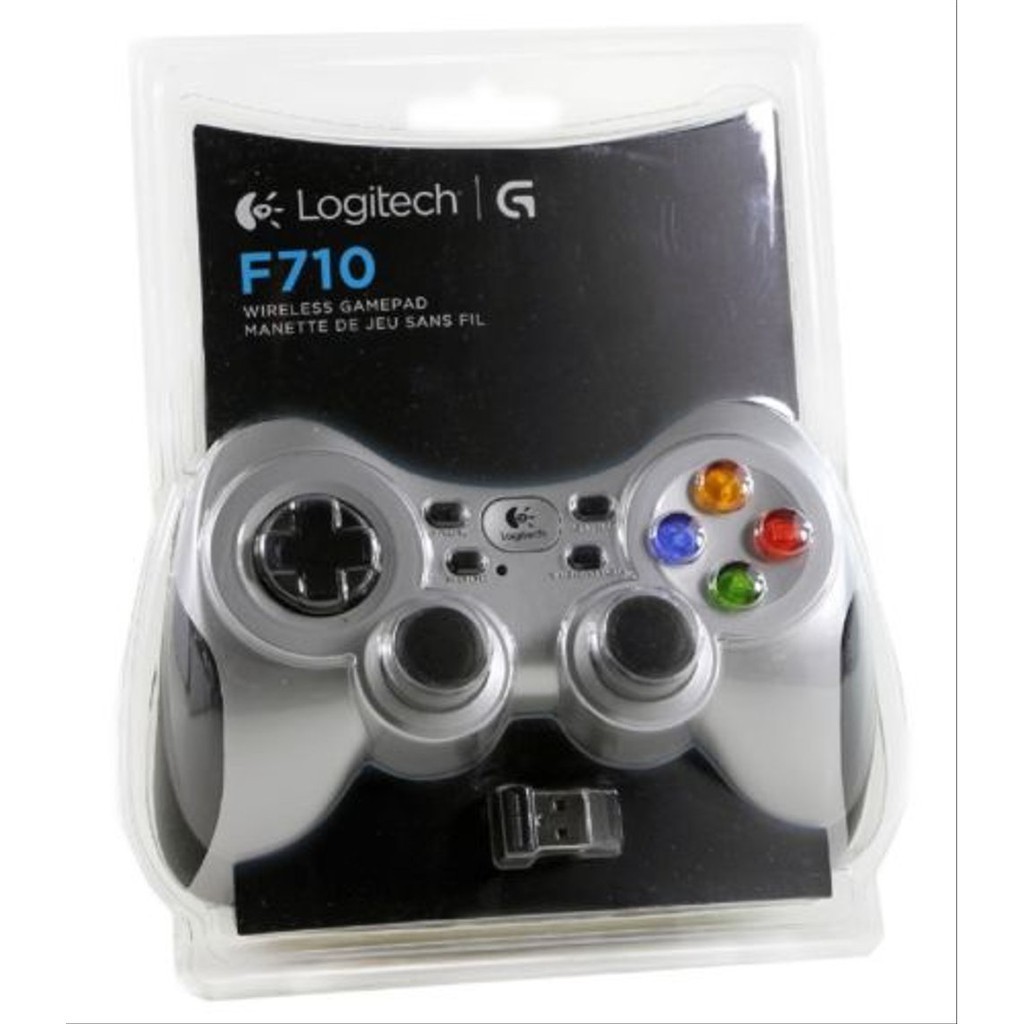 Logitech G
F710
WIRELESS GAMEPAD
MANETTE DE JEU SANS FIL
Logitech